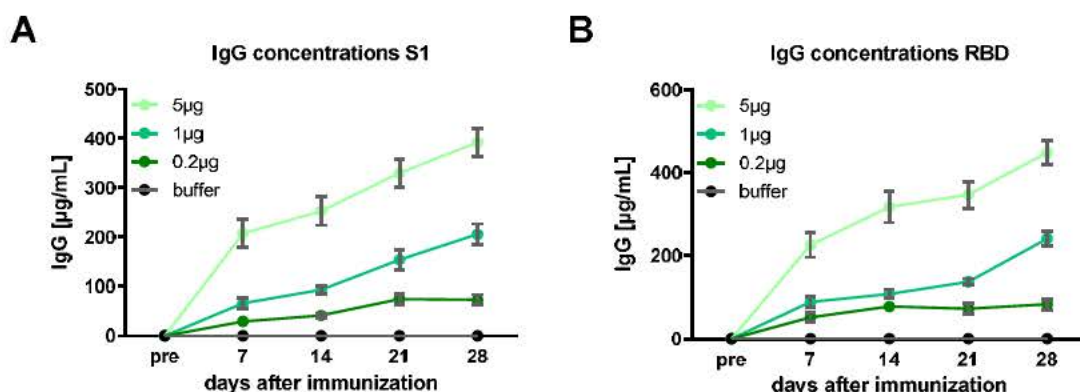 A
IgG concentrations S1
500
400
300
200
100
0
IgG [µg/mL]
5µg
1µg
0.2µg
buffer
pre 7 14 21 28
days after immunization
B
IgG concentrations RBD
600
400
200
0
IgG [µg/mL]
5µg
1µg
0.2µg
buffer
pre 7 14 21 28
days after immunization